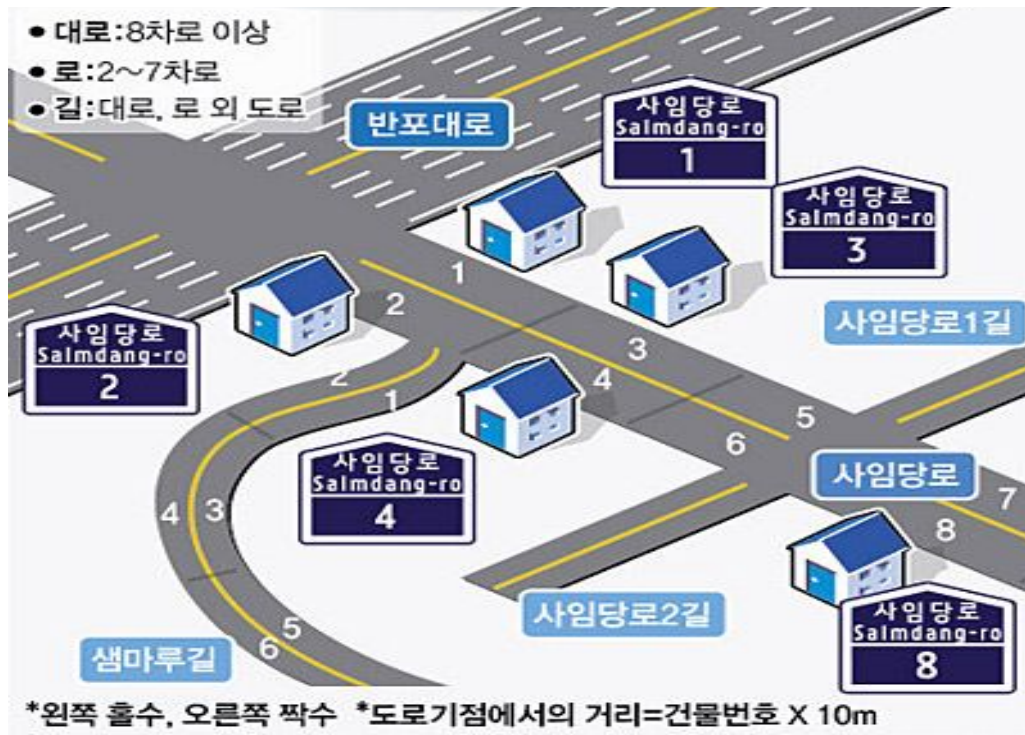 • 대로:8차로 이상
• 로:2~7차로
• 길:대로, 로 외 도로
반포대로
사임당로
Saimdang-ro
1
사임당로
Saimdang-ro
3
1
2
사임당로1길
사임당로
Saimdang-ro
2
3
4
2
1
5
6
사임당로
Saimdang-ro
4
사임당로
4
3
7
8
사임당로2길
5
6
샘마루길
사임당로
Saimdang-ro
8
*왼쪽 홀수, 오른쪽 짝수 *도로기점에서의 거리=건물번호 X 10m